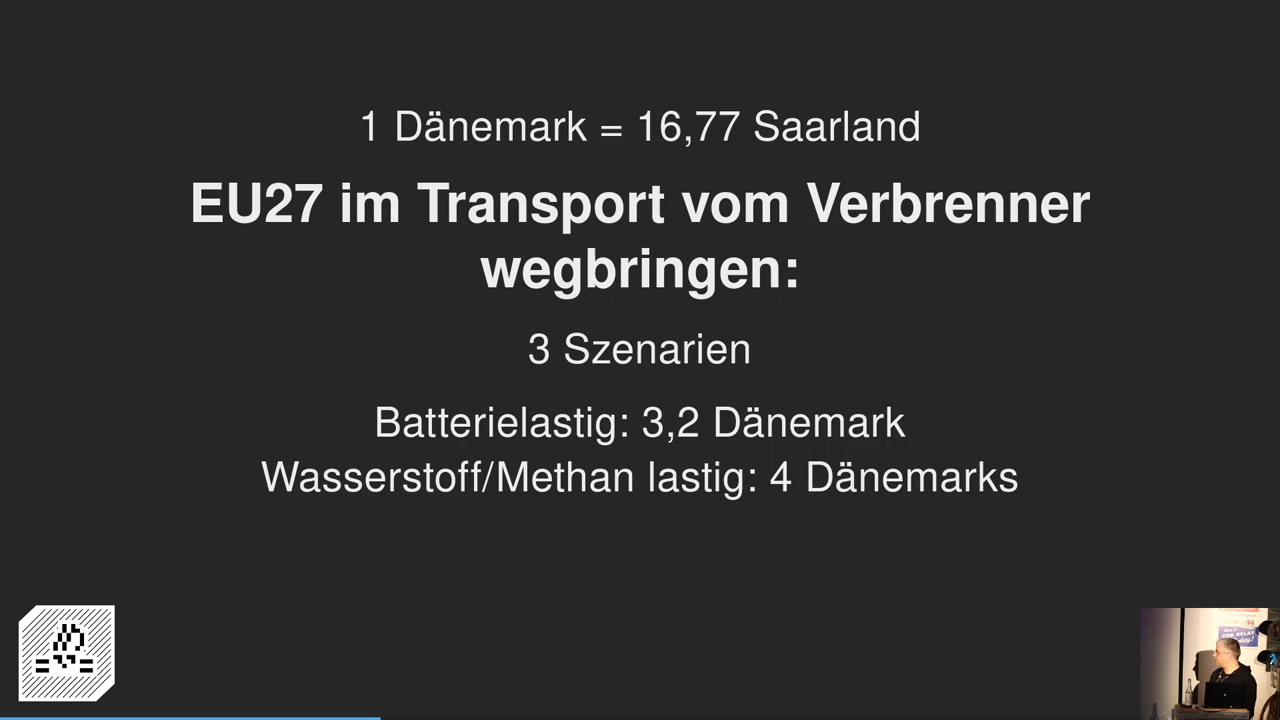 1 Dänemark = 16,77 Saarland
EU27 im Transport vom Verbrenner
wegbringen:
3 Szenarien
Batterielastig: 3,2 Dänemark
Wasserstoff/Methan lastig: 4 Dänemarks